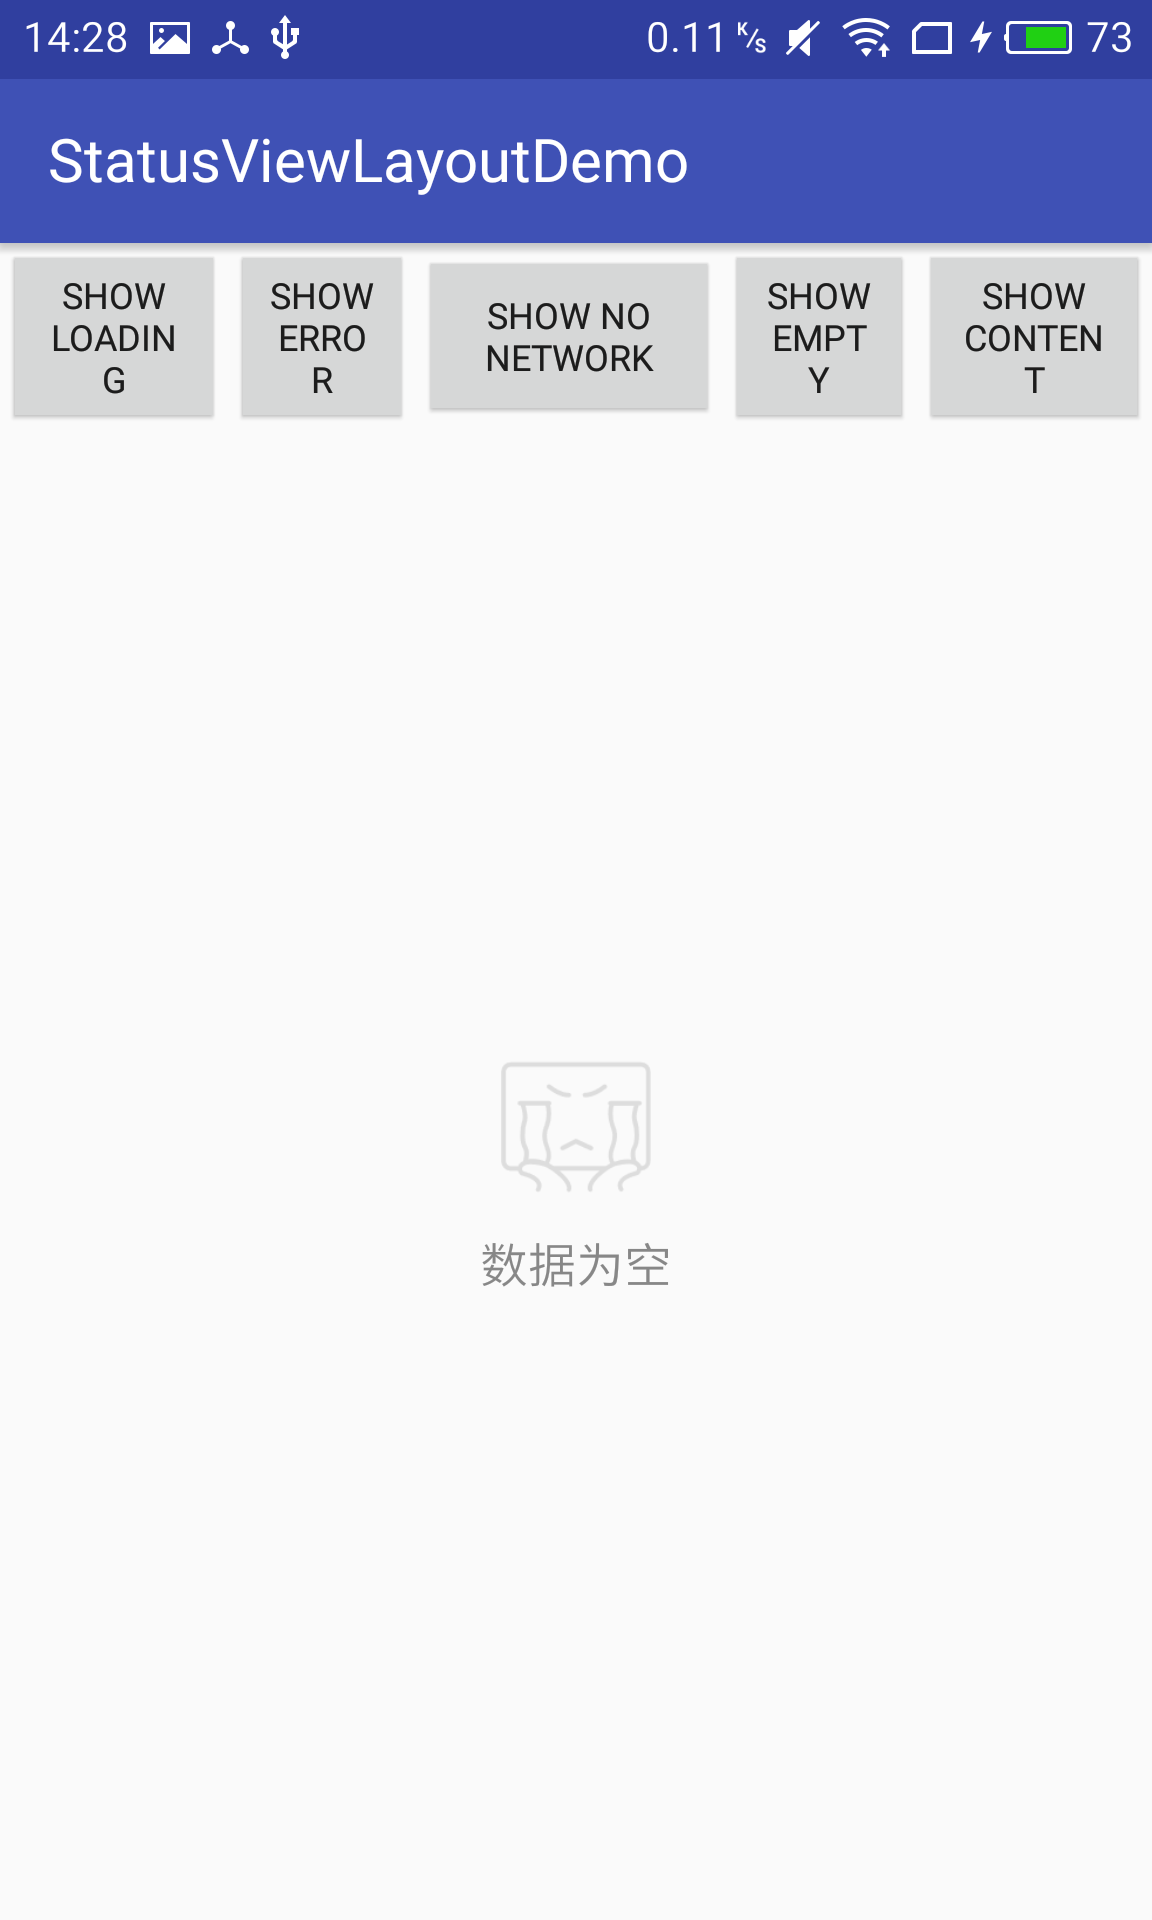 14:28 0.11 K/s 73
StatusViewLayoutDemo
SHOW
LOADIN
G
SHOW
ERRO
R
SHOW NO
NETWORK
SHOW
EMPT
Y
SHOW
CONTEN
T
数据为空